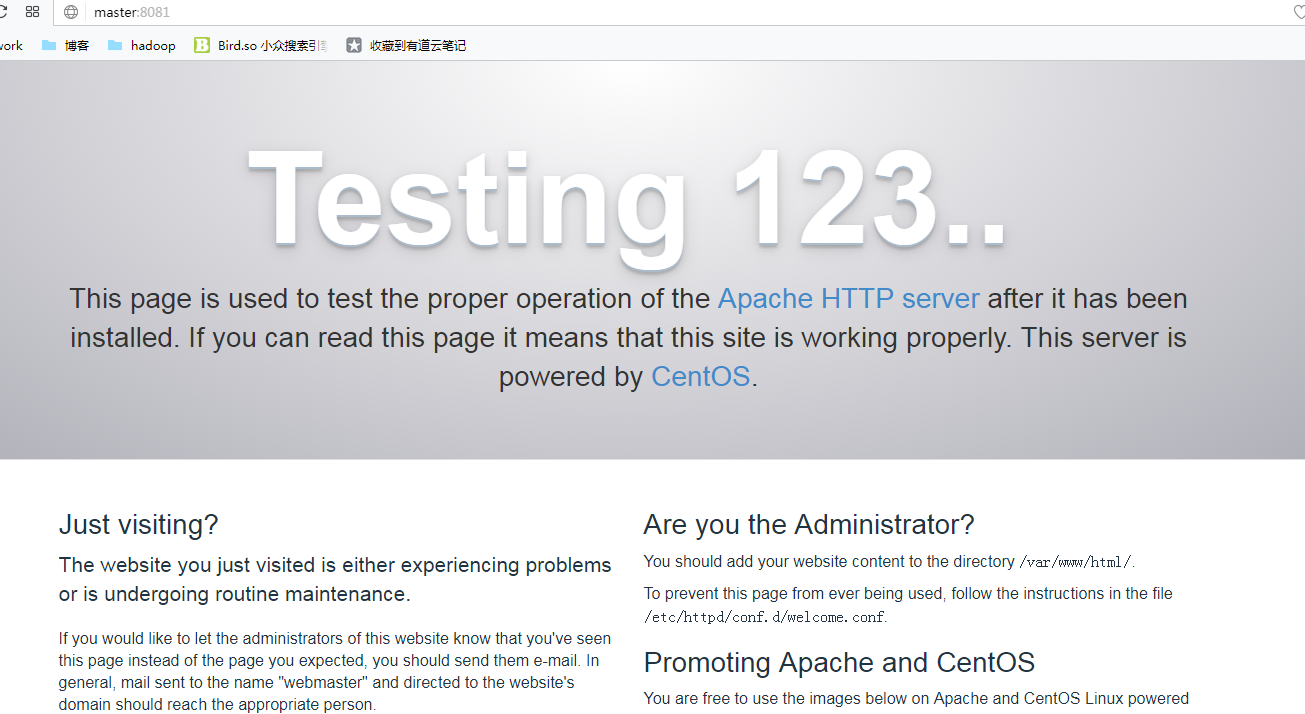 master:8081
work 博客 hadoop Bird.so 小众搜索引 收藏到有道云笔记
Testing 123..
This page is used to test the proper operation of the Apache HTTP server after it has been
installed. If you can read this page it means that this site is working properly. This server is
powered by CentOS.
Just visiting?
The website you just visited is either experiencing problems
or is undergoing routine maintenance.
If you would like to let the administrators of this website know that you've seen
this page instead of the page you expected, you should send them e-mail. In
general, mail sent to the name "webmaster" and directed to the website's
domain should reach the appropriate person.
Are you the Administrator?
You should add your website content to the directory /var/www/html/.
To prevent this page from ever being used, follow the instructions in the file
/etc/httpd/conf.d/welcome.conf.
Promoting Apache and CentOS
You are free to use the images below on Apache and CentOS Linux powered